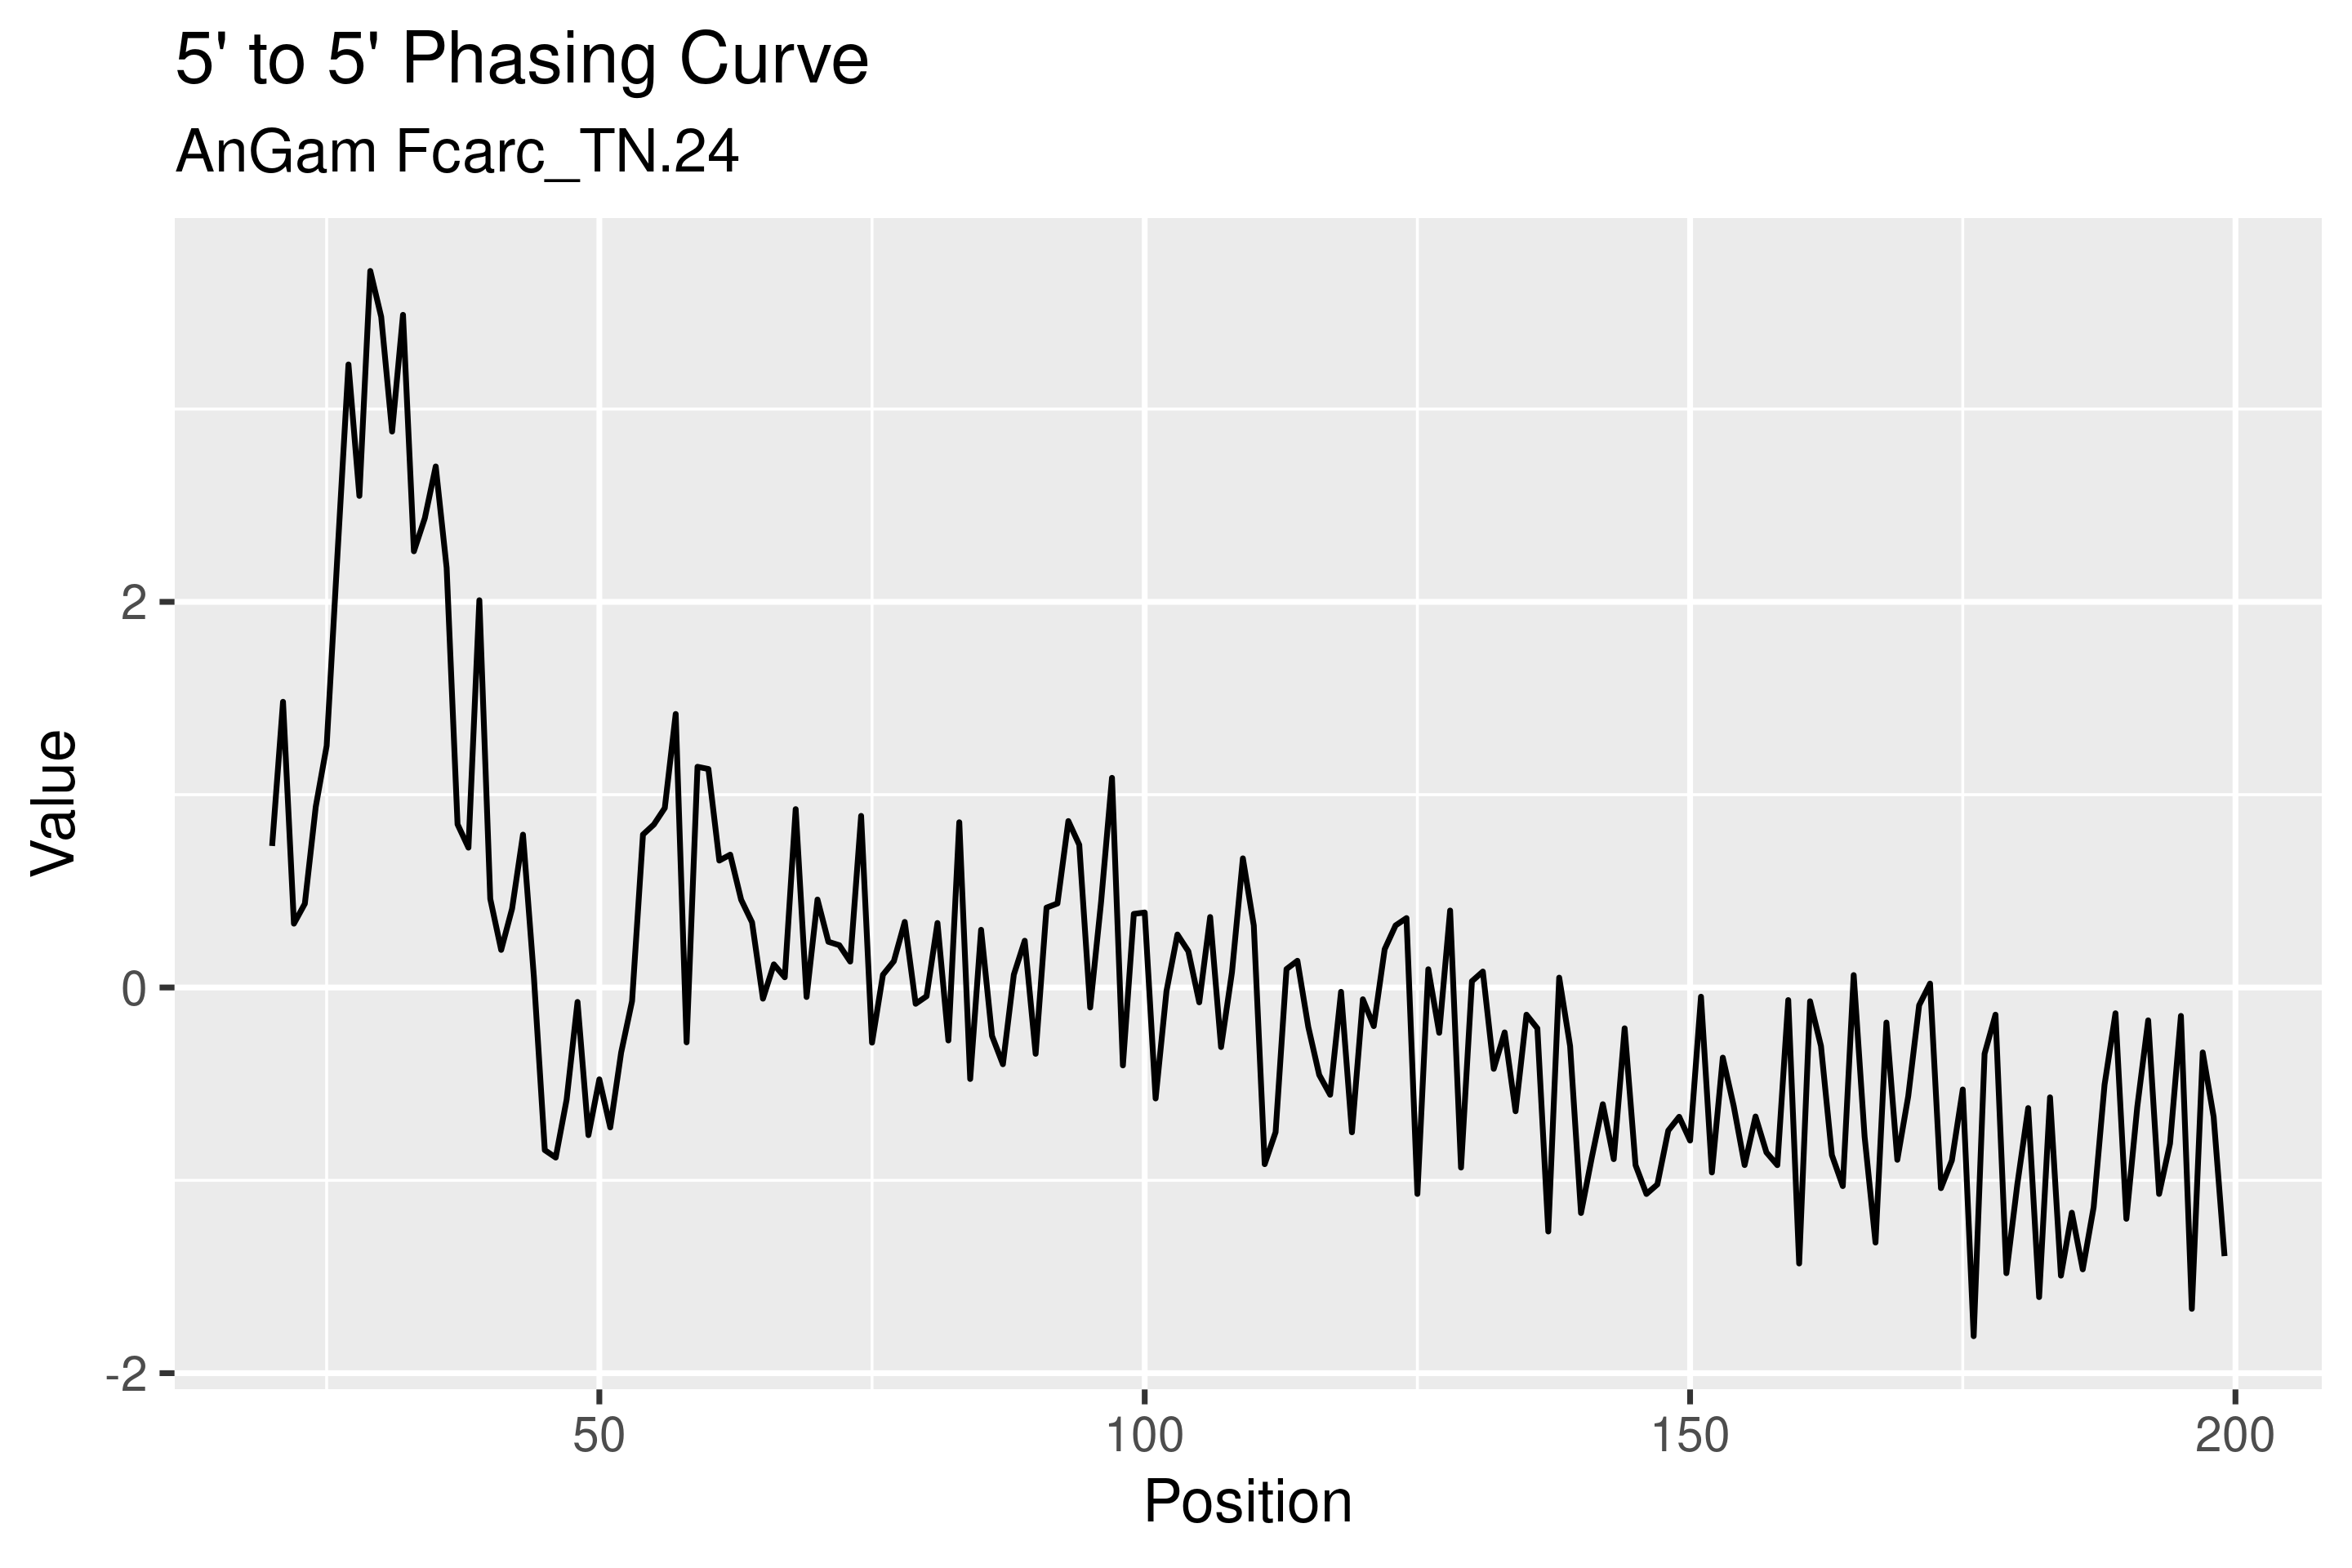 5' to 5' Phasing Curve
AnGam Fcarc_TN.24
Value
2
0
-2
50 100 150 200
Position